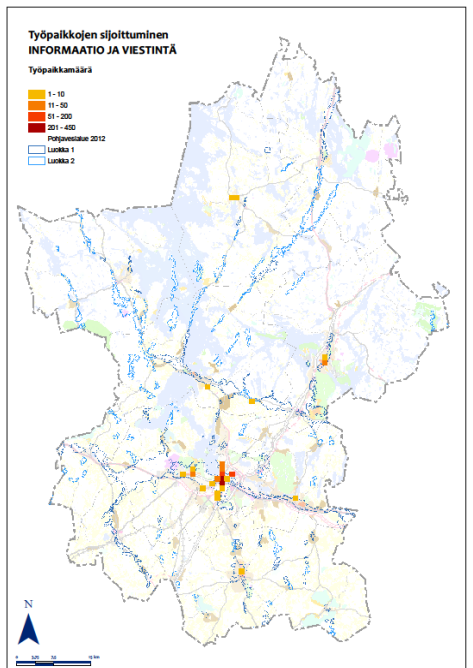 Työpaikkojen sijoittuminen
INFORMAATIO JA VIESTINTÄ
Työpaikkamäärä
1 - 10
11 - 50
51 - 200
201 - 450
Pohjavesialue 2012
Luokka 1
Luokka 2
N